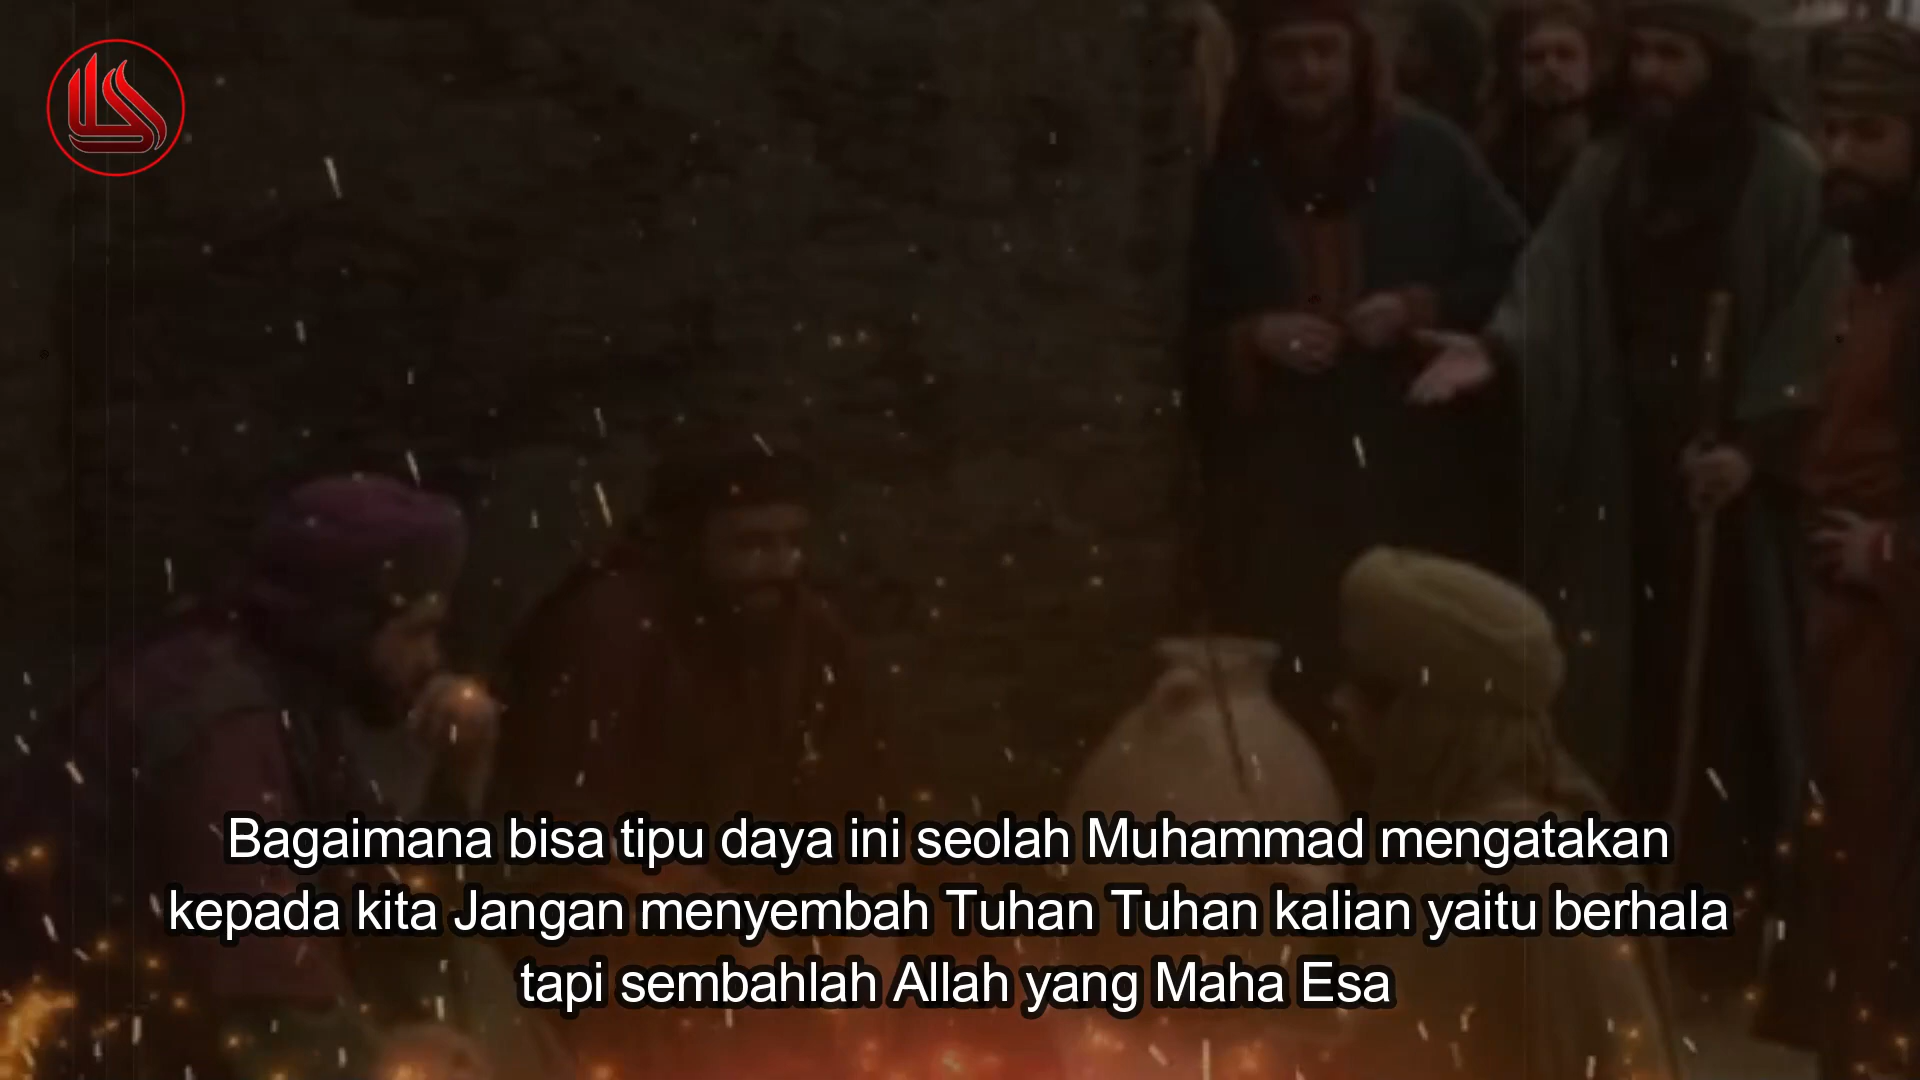 Bagaimana bisa tipu daya ini seolah Muhammad mengatakan
kepada kita Jangan menyembah Tuhan Tuhan kalian yaitu berhala
tapi sembahlah Allah yang Maha Esa